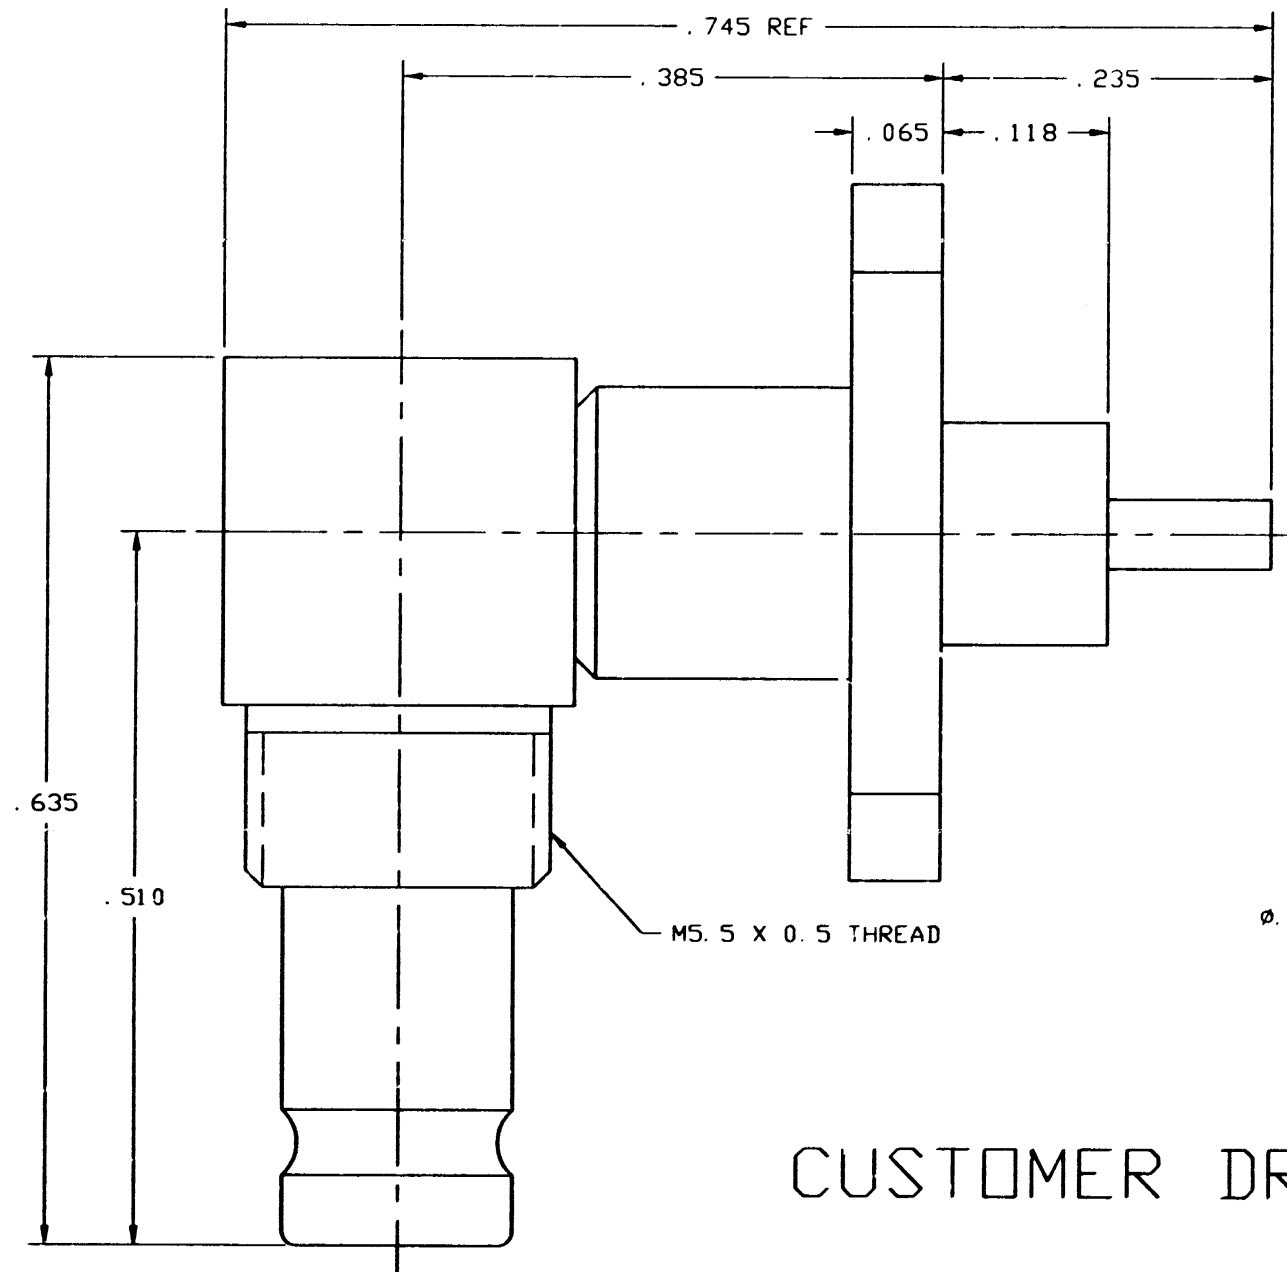 .745 REF
.385
.235
.065
.118
.635
.510
M5.5 X 0.5 THREAD
Ø.
CUSTOMER DR